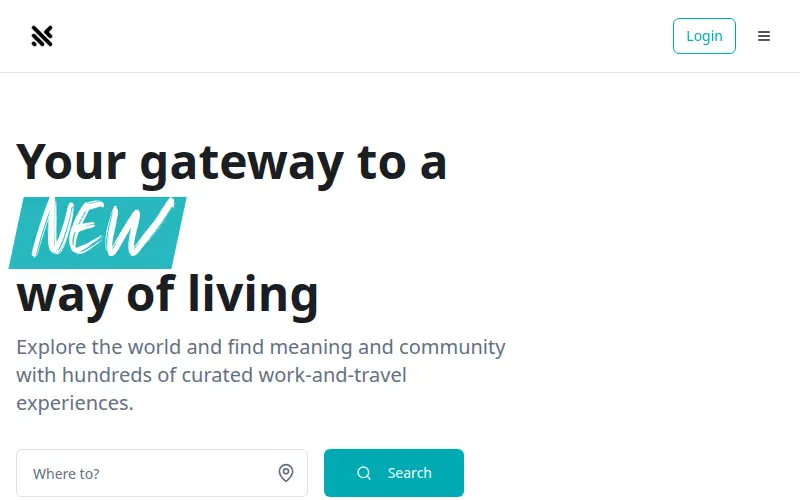 Login
Your gateway to a
NEW
way of living
Explore the world and find meaning and community
with hundreds of curated work-and-travel
experiences.
Where to?
Search